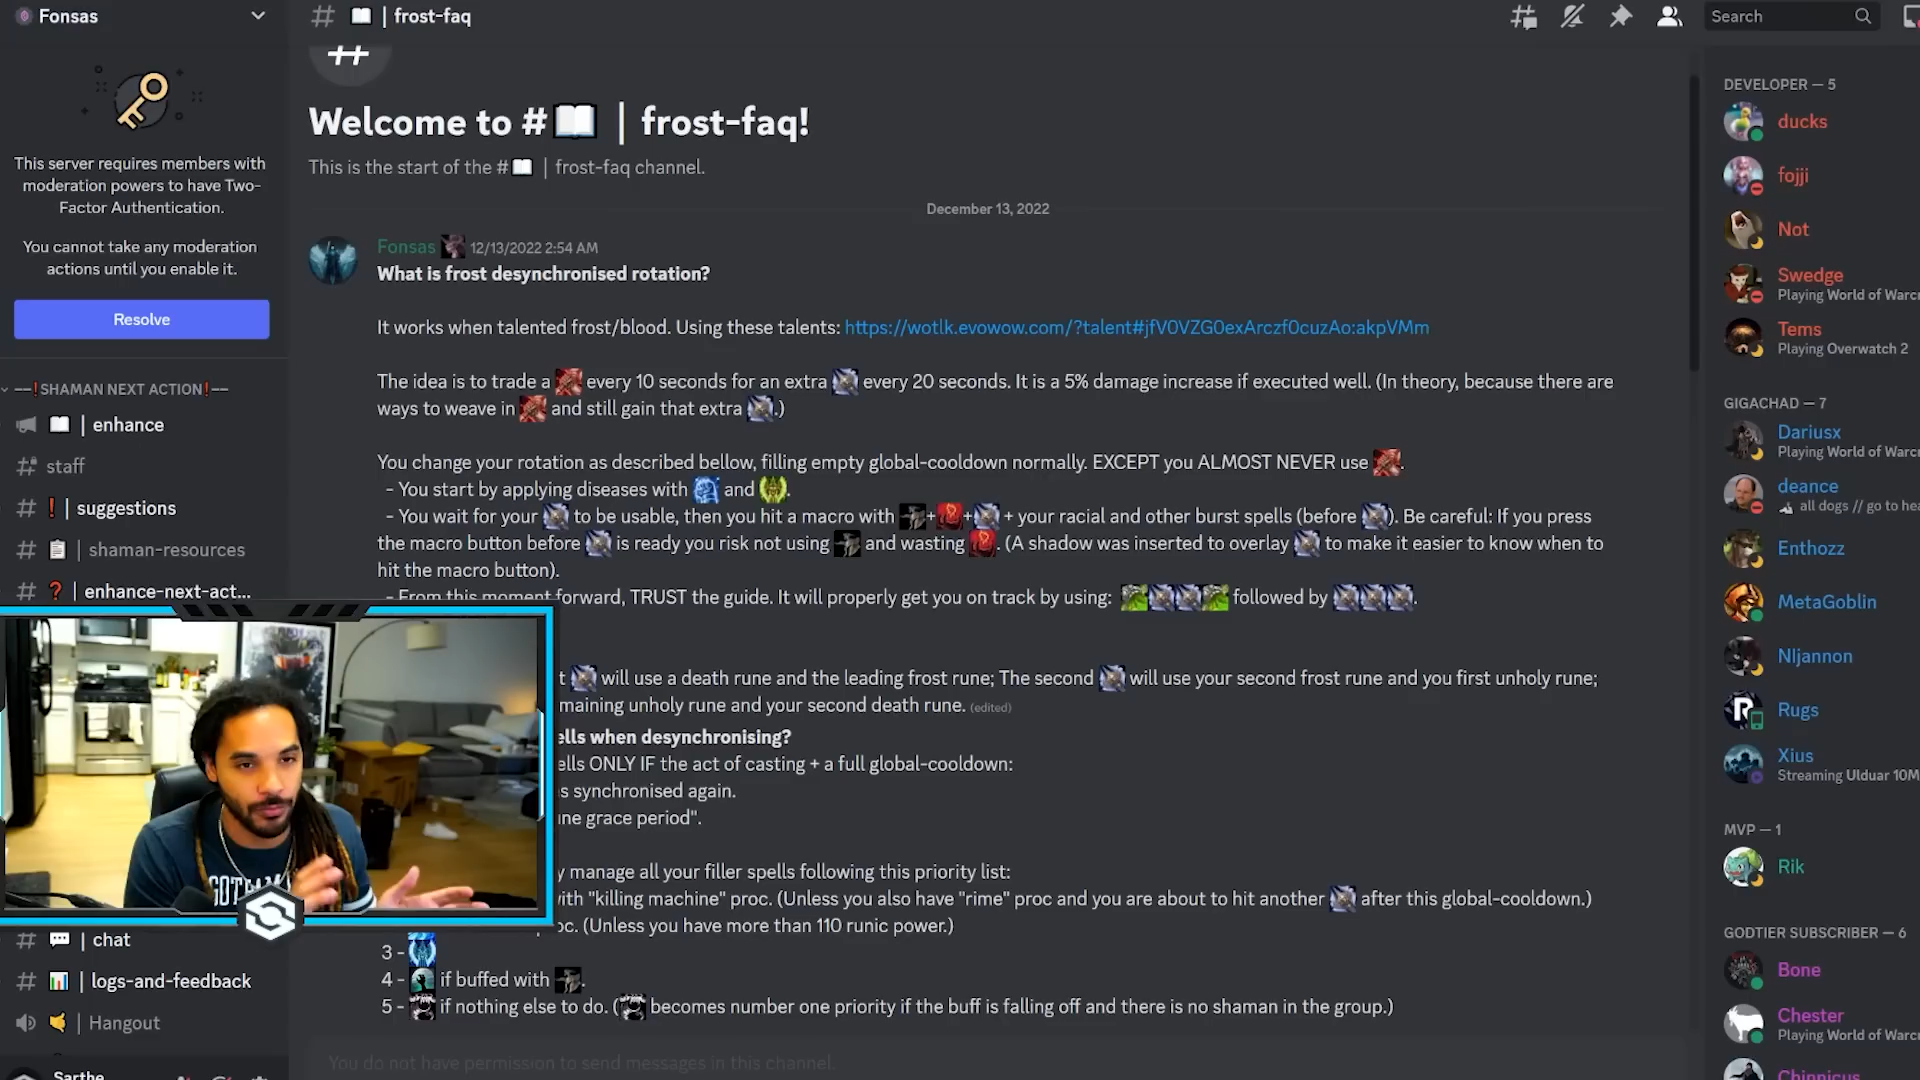 Fonsas
| frost-faq
Search
This server requires members with
moderation powers to have Two-
Factor Authentication.
You cannot take any moderation
actions until you enable it.
Resolve
—❗SHAMAN NEXT ACTION❗—
| enhance
staff
❗ | suggestions
| shaman-resources
❓ | enhance-next-act...
| chat
| logs-and-feedback
| Hangout
Sarthe
Welcome to # | frost-faq!
This is the start of the # | frost-faq channel.
December 13, 2022
Fonsas 12/13/2022 2:54 AM
What is frost desynchronised rotation?
It works when talented frost/blood. Using these talents: https://wotlk.evowow.com/?talent#jfV0VZG0exArczf0cuzAo:akpVMm
The idea is to trade a every 10 seconds for an extra every 20 seconds. It is a 5% damage increase if executed well. (In theory, because there are
ways to weave in and still gain that extra .)
You change your rotation as described bellow, filling empty global-cooldown normally. EXCEPT you ALMOST NEVER use .
- You start by applying diseases with and .
- You wait for your to be usable, then you hit a macro with + + + your racial and other burst spells (before ). Be careful: If you press
the macro button before is ready you risk not using and wasting . (A shadow was inserted to overlay to make it easier to know when to
hit the macro button).
- From this moment forward, TRUST the guide. It will properly get you on track by using: followed by .
t will use a death rune and the leading frost rune; The second will use your second frost rune and you first unholy rune;
maining unholy rune and your second death rune. (edited)
ells when desynchronising?
ells ONLY IF the act of casting + a full global-cooldown:
s synchronised again.
ne grace period".
y manage all your filler spells following this priority list:
with "killing machine" proc. (Unless you also have "rime" proc and you are about to hit another after this global-cooldown.)
oc. (Unless you have more than 110 runic power.)
3 -
4 - if buffed with .
5 - if nothing else to do. ( becomes number one priority if the buff is falling off and there is no shaman in the group.)
You do not have permission to send messages in this channel.
GOTHAM
DEVELOPER — 5
ducks
fojji
Not
Swedge
Playing World of Warc
Tems
Playing Overwatch 2
GIGACHAD — 7
Dariusx
Playing World of Warc
deance
all dogs // go to hea
Enthozz
MetaGoblin
Nljannon
Rugs
Xius
Streaming Ulduar 10M
MVP — 1
Rik
GODTIER SUBSCRIBER — 6
Bone
Chester
Playing World of Warc
Chinnicus